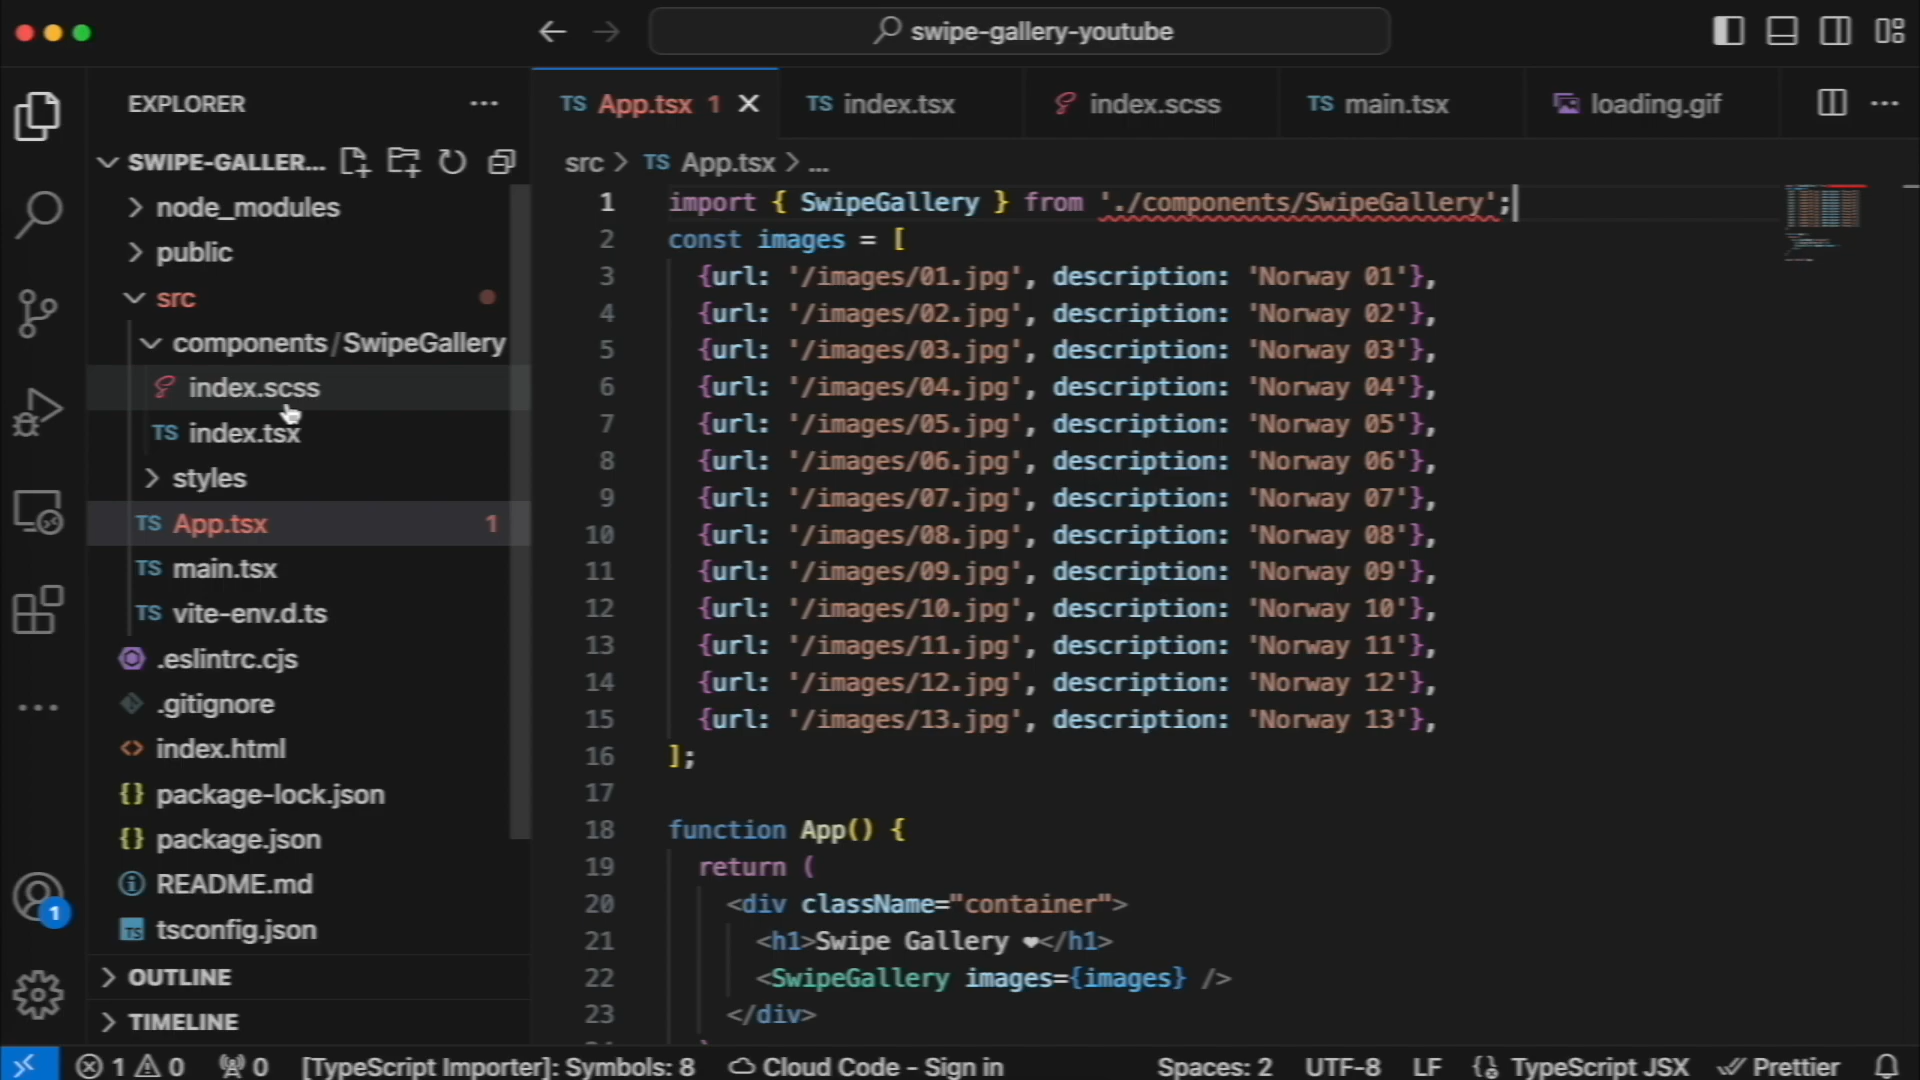 swipe-gallery-youtube
EXPLORER
TS App.tsx 1
TS index.tsx
index.scss
TS main.tsx
loading.gif
SWIPE-GALLER...
src > TS App.tsx > ...
node_modules
public
src
components/SwipeGallery
index.scss
TS index.tsx
styles
TS App.tsx 1
TS main.tsx
TS vite-env.d.ts
.eslintrc.cjs
.gitignore
<> index.html
{} package-lock.json
{} package.json
README.md
TS tsconfig.json
OUTLINE
TIMELINE
1
1 import { SwipeGallery } from './components/SwipeGallery';
2 const images = [
3 {url: '/images/01.jpg', description: 'Norway 01'},
4 {url: '/images/02.jpg', description: 'Norway 02'},
5 {url: '/images/03.jpg', description: 'Norway 03'},
6 {url: '/images/04.jpg', description: 'Norway 04'},
7 {url: '/images/05.jpg', description: 'Norway 05'},
8 {url: '/images/06.jpg', description: 'Norway 06'},
9 {url: '/images/07.jpg', description: 'Norway 07'},
10 {url: '/images/08.jpg', description: 'Norway 08'},
11 {url: '/images/09.jpg', description: 'Norway 09'},
12 {url: '/images/10.jpg', description: 'Norway 10'},
13 {url: '/images/11.jpg', description: 'Norway 11'},
14 {url: '/images/12.jpg', description: 'Norway 12'},
15 {url: '/images/13.jpg', description: 'Norway 13'},
16 ];
17
18 function App() {
19 return (
20 <div className="container">
21 <h1>Swipe Gallery ❤</h1>
22 <SwipeGallery images={images} />
23 </div>
1 0 0 [TypeScript Importer]: Symbols: 8 Cloud Code - Sign in Spaces: 2 UTF-8 LF TypeScript JSX Prettier